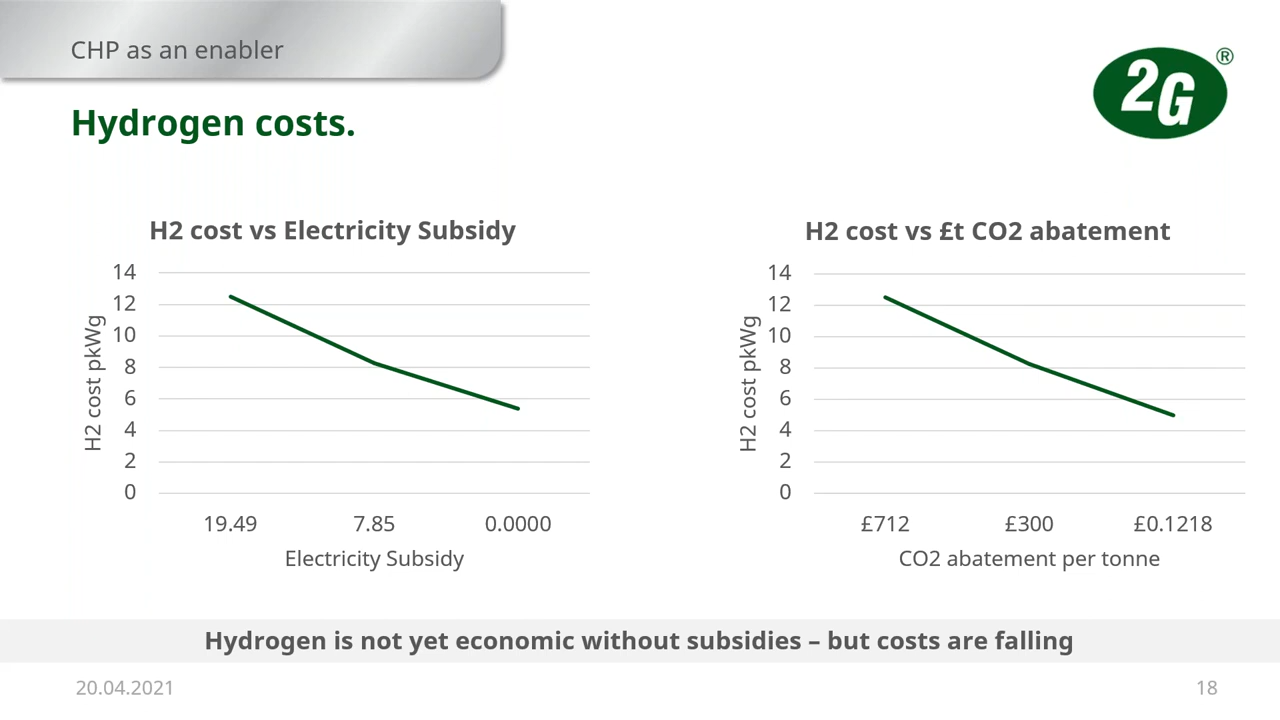 CHP as an enabler
2G®
Hydrogen costs.
H2 cost vs Electricity Subsidy
14
12
10
8
6
4
2
0
H2 cost pkWg
19.49 7.85 0.0000
Electricity Subsidy
H2 cost vs £t CO2 abatement
14
12
10
8
6
4
2
0
H2 cost pkWg
£712 £300 £0.1218
CO2 abatement per tonne
Hydrogen is not yet economic without subsidies – but costs are falling
20.04.2021
18